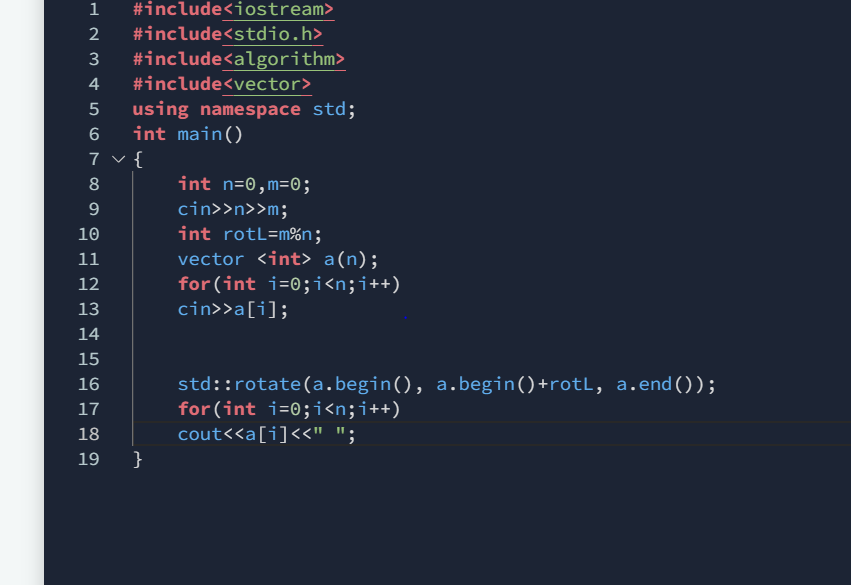 1 #include<iostream>
2 #include<stdio.h>
3 #include<algorithm>
4 #include<vector>
5 using namespace std;
6 int main()
7 {
8 int n=0,m=0;
9 cin>>n>>m;
10 int rotL=m%n;
11 vector <int> a(n);
12 for(int i=0;i<n;i++)
13 cin>>a[i];
14
15
16 std::rotate(a.begin(), a.begin()+rotL, a.end());
17 for(int i=0;i<n;i++)
18 cout<<a[i]<<" ";
19 }